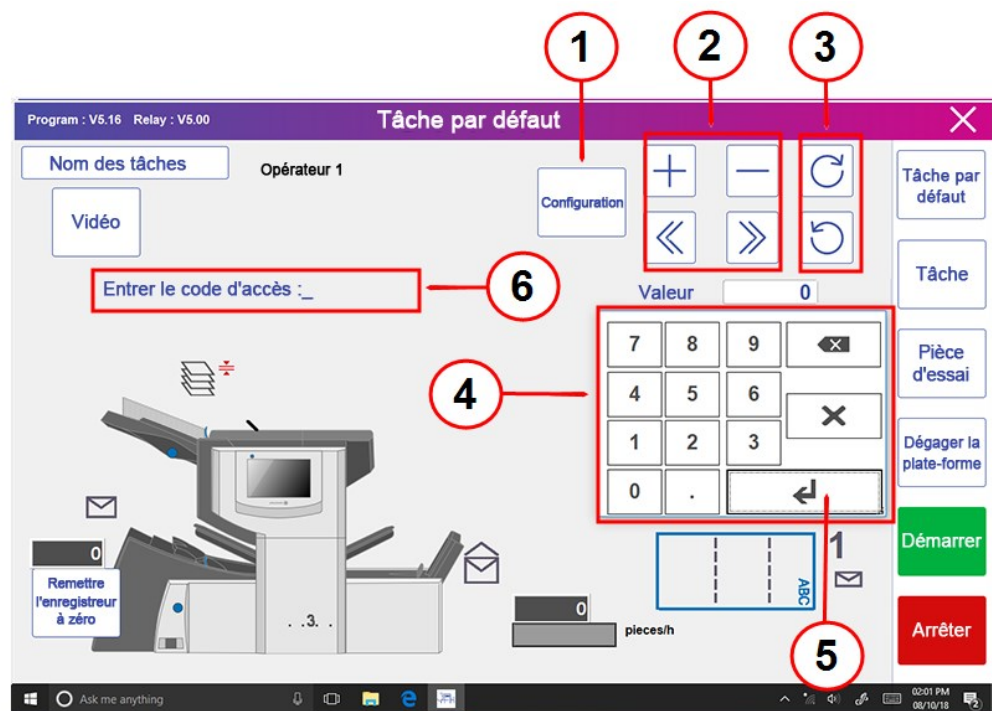 1
2
3
Program : V5.16 Relay : V5.00
Tâche par défaut
Nom des tâches
Opérateur 1
Vidéo
Configuration
Tâche par
défaut
Entrer le code d'accès :_
6
Valeur 0
Tâche
4
7 8 9
4 5 6
1 2 3
0 .
Pièce
d'essai
Dégager la
plate-forme
0
Remettre
l'enregistreur
à zéro
. .3. .
0
pieces/h
ABC
1
5
Démarrer
Arrêter
Ask me anything
02:01 PM
08/10/18
2